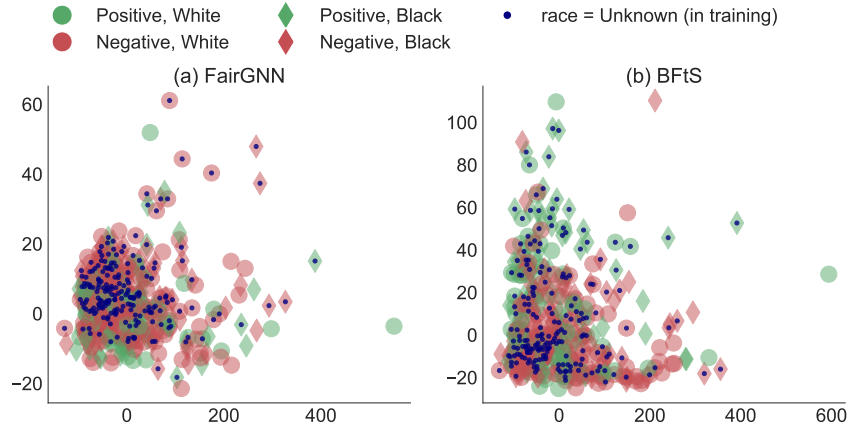 Positive, White
Positive, Black
race = Unknown (in training)
Negative, White
Negative, Black
(a) FairGNN
(b) BFtS
60
40
20
0
−20
0
200
400
100
80
60
40
20
0
−20
0
200
400
600